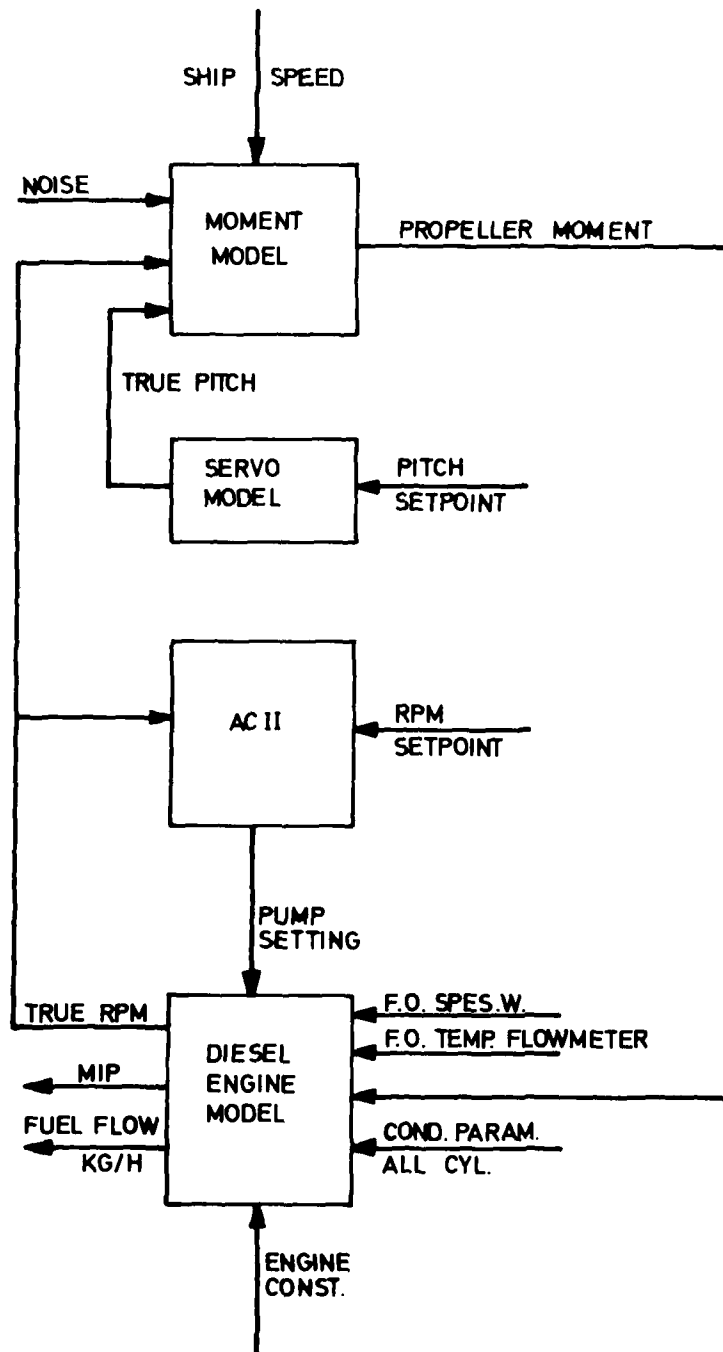 SHIP SPEED
NOISE
MOMENT
MODEL
PROPELLER MOMENT
TRUE PITCH
SERVO
MODEL
PITCH
SETPOINT
AC II
RPM
SETPOINT
PUMP
SETTING
TRUE RPM
MIP
FUEL FLOW
KG/H
DIESEL
ENGINE
MODEL
F.O. SPES.W.
F.O. TEMP. FLOWMETER
COND. PARAM.
ALL CYL.
ENGINE
CONST.